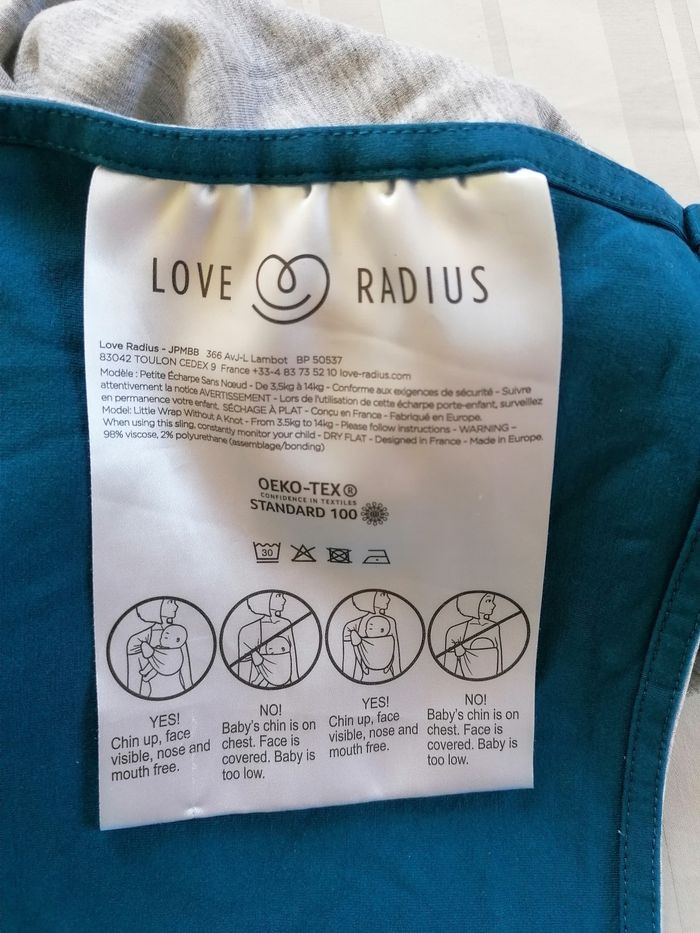 LOVE RADIUS
Love Radius - JPMBB 366 AvJ-L Lambot BP 50537
83042 TOULON CEDEX 9 France +33-4 83 73 52 10 love-radius.com
Modèle : Petite Écharpe Sans Nœud - De 3,5kg à 14kg - Conforme aux exigences de sécurité - Suivre
attentivement la notice AVERTISSEMENT - Lors de l'utilisation de cette écharpe porte-enfant, surveillez
en permanence votre enfant. SÉCHAGE À PLAT - Conçu en France - Fabriqué en Europe.
Model: Little Wrap Without A Knot - From 3.5kg to 14kg - Please follow instructions - WARNING -
When using this sling, constantly monitor your child - DRY FLAT - Designed in France - Made in Europe.
98% viscose, 2% polyurethane (assemblage/bonding)
OEKO-TEX®
CONFIDENCE IN TEXTILES
STANDARD 100
30
YES!
Chin up, face
visible, nose and
mouth free.
NO!
Baby's chin is on
chest. Face is
covered. Baby is
too low.
YES!
Chin up, face
visible, nose and
mouth free.
NO!
Baby's chin is on
chest. Face is
covered. Baby is
too low.